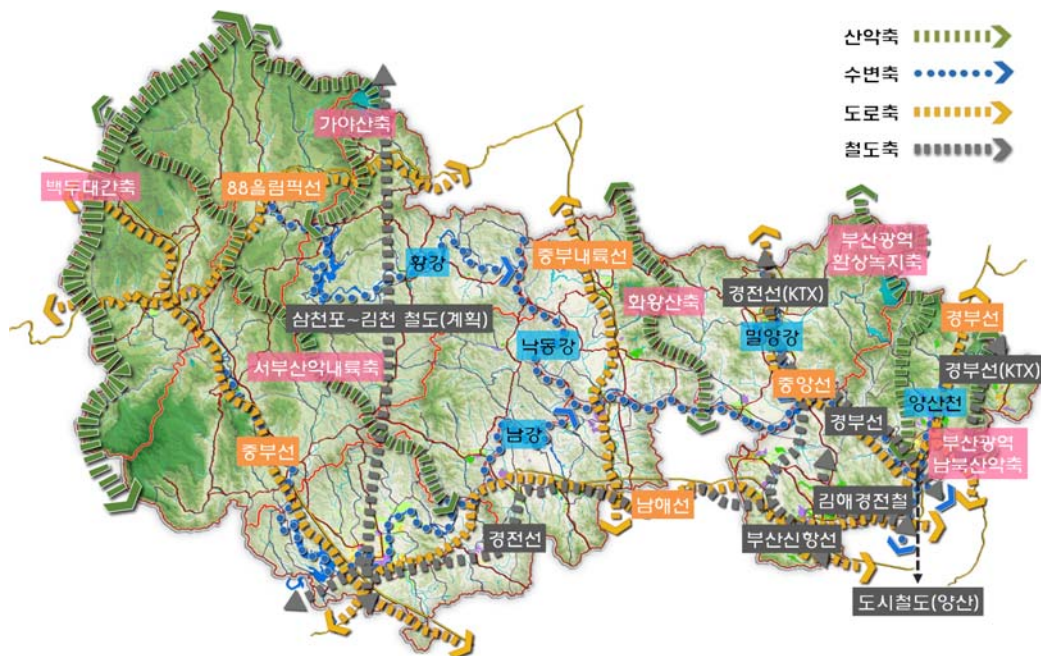 산악축
수변축
도로축
철도축
가야산축
백두대간축
88올림픽선
부산광역
환상녹지축
황강
중부내륙선
경전선(KTX)
화왕산축
삼천포~김천 철도(계획)
경부선
밀양강
낙동강
경부선(KTX)
서부산악내륙축
중앙선
양산천
경부선
남강
중부선
부산광역
남북산악축
남해선
김해경전철
경전선
부산신항선
도시철도(양산)